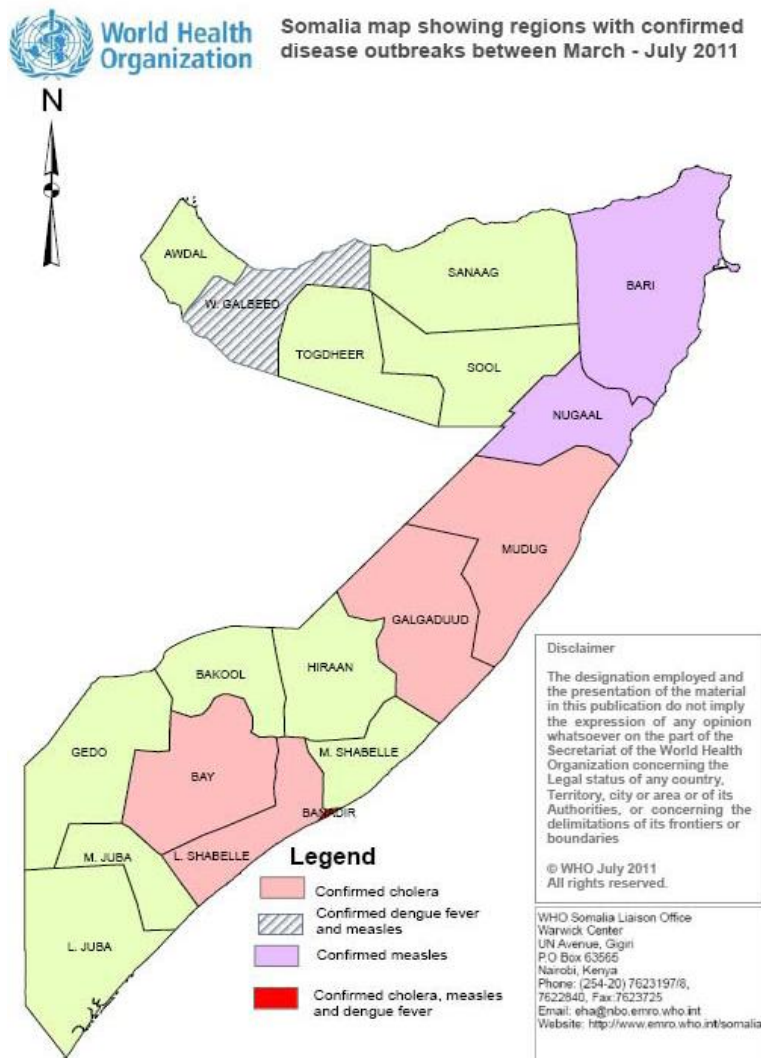 World Health
Organization
Somalia map showing regions with confirmed
disease outbreaks between March - July 2011
N
AWDAL
W. GALBEED
SANAAG
BARI
TOGDHEER
SOOL
NUGAAL
MUDUG
GALGADUUD
HIRAAN
BAKOOL
GEDO
M. SHABELLE
BAY
BANADIR
L. SHABELLE
M. JUBA
L. JUBA
Legend
Confirmed cholera
Confirmed dengue fever
and measles
Confirmed measles
Confirmed cholera, measles
and dengue fever
Disclaimer
The designation employed and
the presentation of the material
in this publication do not imply
the expression of any opinion
whatsoever on the part of the
Secretariat of the World Health
Organization concerning the
Legal status of any country,
Territory, city or area or of its
Authorities, or concerning the
delimitations of its frontiers or
boundaries
© WHO July 2011
All rights reserved.
WHO Somalia Liaison Office
Warwick Center
UN Avenue, Gigiri
P.O Box 63565
Nairobi, Kenya
Phone: (254-20) 7623197/8,
7622840, Fax:7623725
Email: eha@nbo.emro.who.int
Website: http://www.emro.who.int/somalia